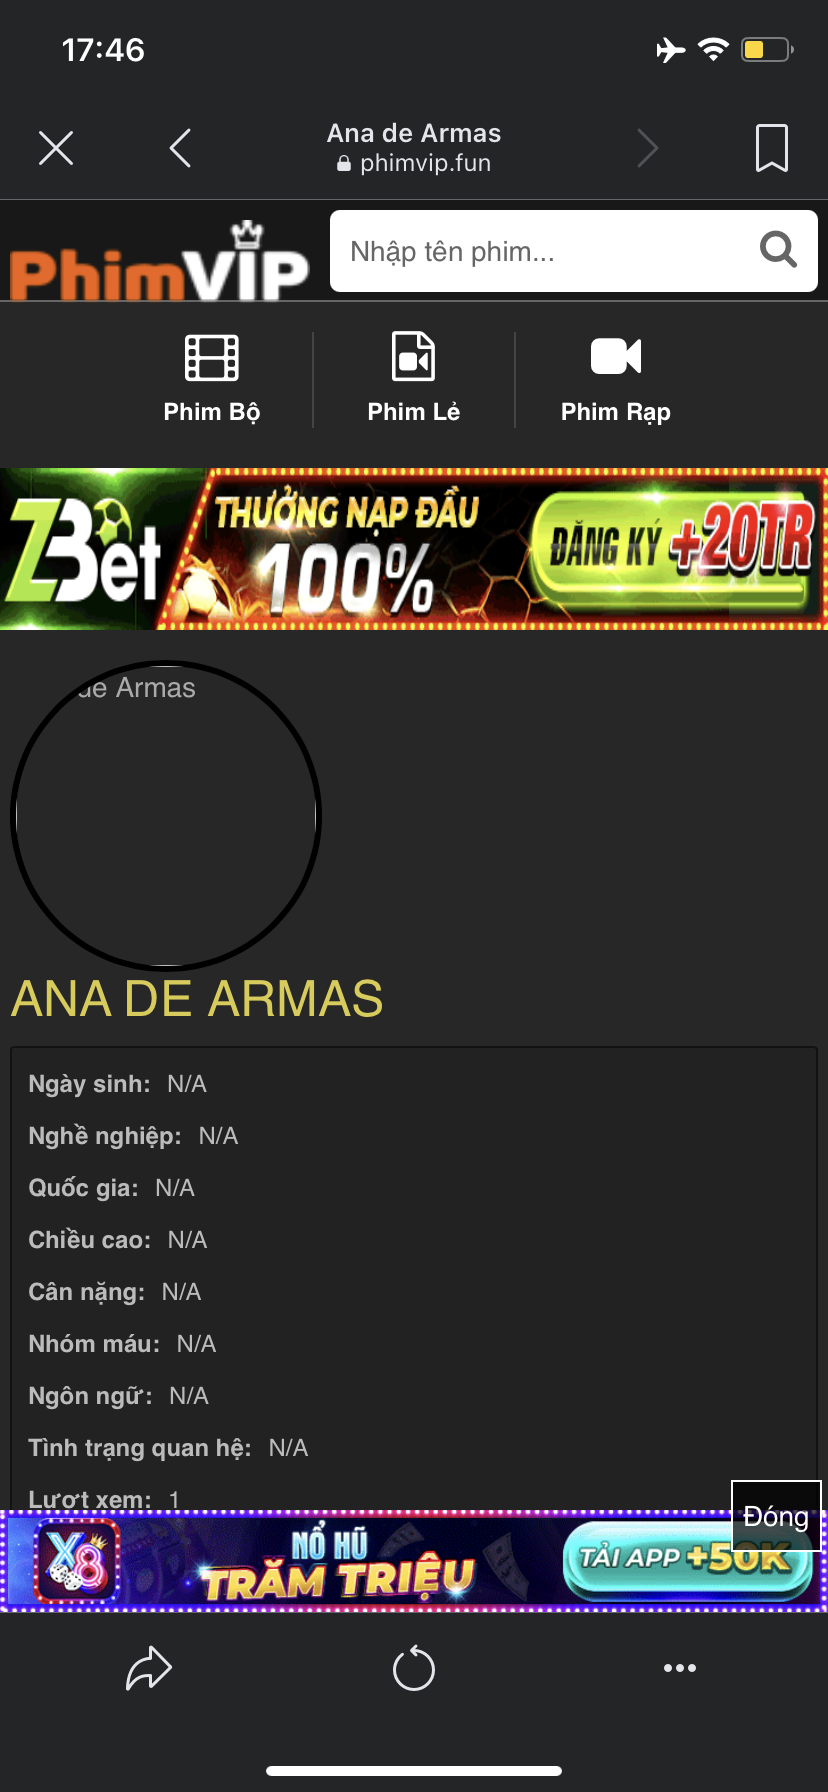 17:46
Ana de Armas
phimvip.fun
PhimVIP
Nhập tên phim...
Phim Bộ
Phim Lẻ
Phim Rạp
ZBet
THƯỞNG NẠP ĐẦU
100%
ĐĂNG KÝ +20TR
de Armas
ANA DE ARMAS
Ngày sinh: N/A
Nghề nghiệp: N/A
Quốc gia: N/A
Chiều cao: N/A
Cân nặng: N/A
Nhóm máu: N/A
Ngôn ngữ: N/A
Tình trạng quan hệ: N/A
Lượt xem: 1
Đóng
X8
NỔ HŨ
TRĂM TRIỆU
TẢI APP +50K